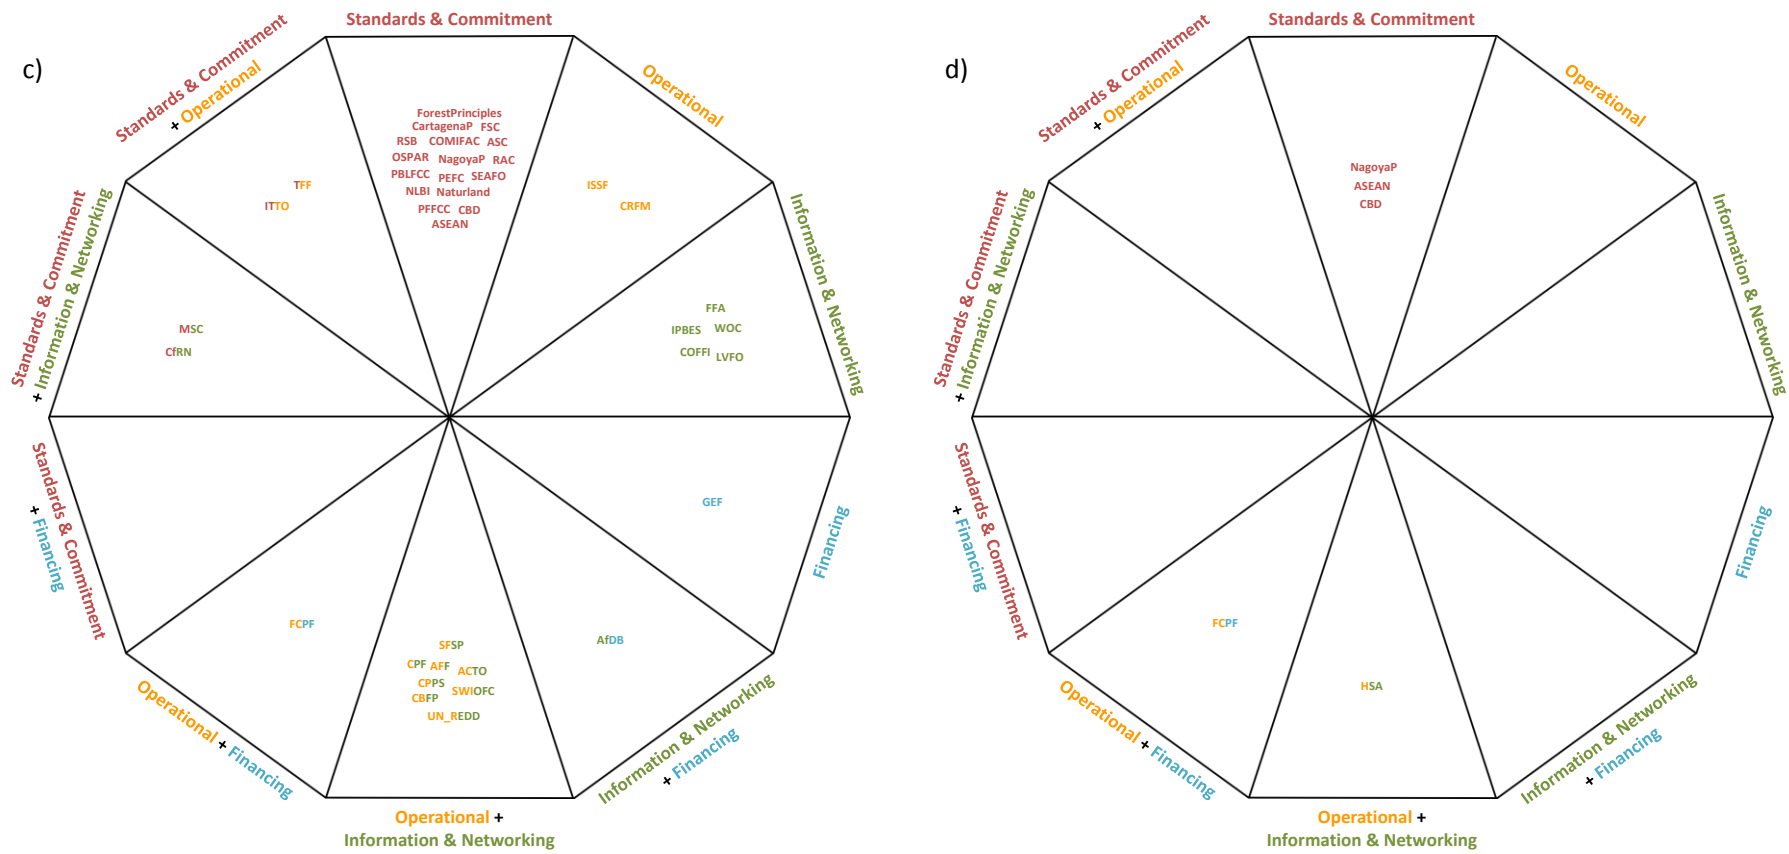 c)
Standards & Commitment
Standards & Commitment
+ Operational
Operational
ForestPrinciples
CartagenaP FSC
RSB COMIFAC ASC
OSPAR NagoyaP RAC
PBLFCC PEFC SEAFO
NLBI Naturland
PFFCC CBD
ASEAN
TFF
ITTO
ISSF
CRFM
Standards & Commitment
+ Information & Networking
Information & Networking
MSC
CfRN
FFA
IPBES WOC
COFFI LVFO
Standards & Commitment
+ Financing
GEF
Financing
FCPF
SFSP
CPF AFF ACTO
CPPS SWIOFC
CBFP
UN_REDD
AfDB
Operational + Financing
Information & Networking
+ Financing
Operational +
Information & Networking
d)
Standards & Commitment
Standards & Commitment
+ Operational
Operational
NagoyaP
ASEAN
CBD
Standards & Commitment
+ Information & Networking
Information & Networking
Standards & Commitment
+ Financing
Financing
FCPF
HSA
Operational + Financing
Information & Networking
+ Financing
Operational +
Information & Networking